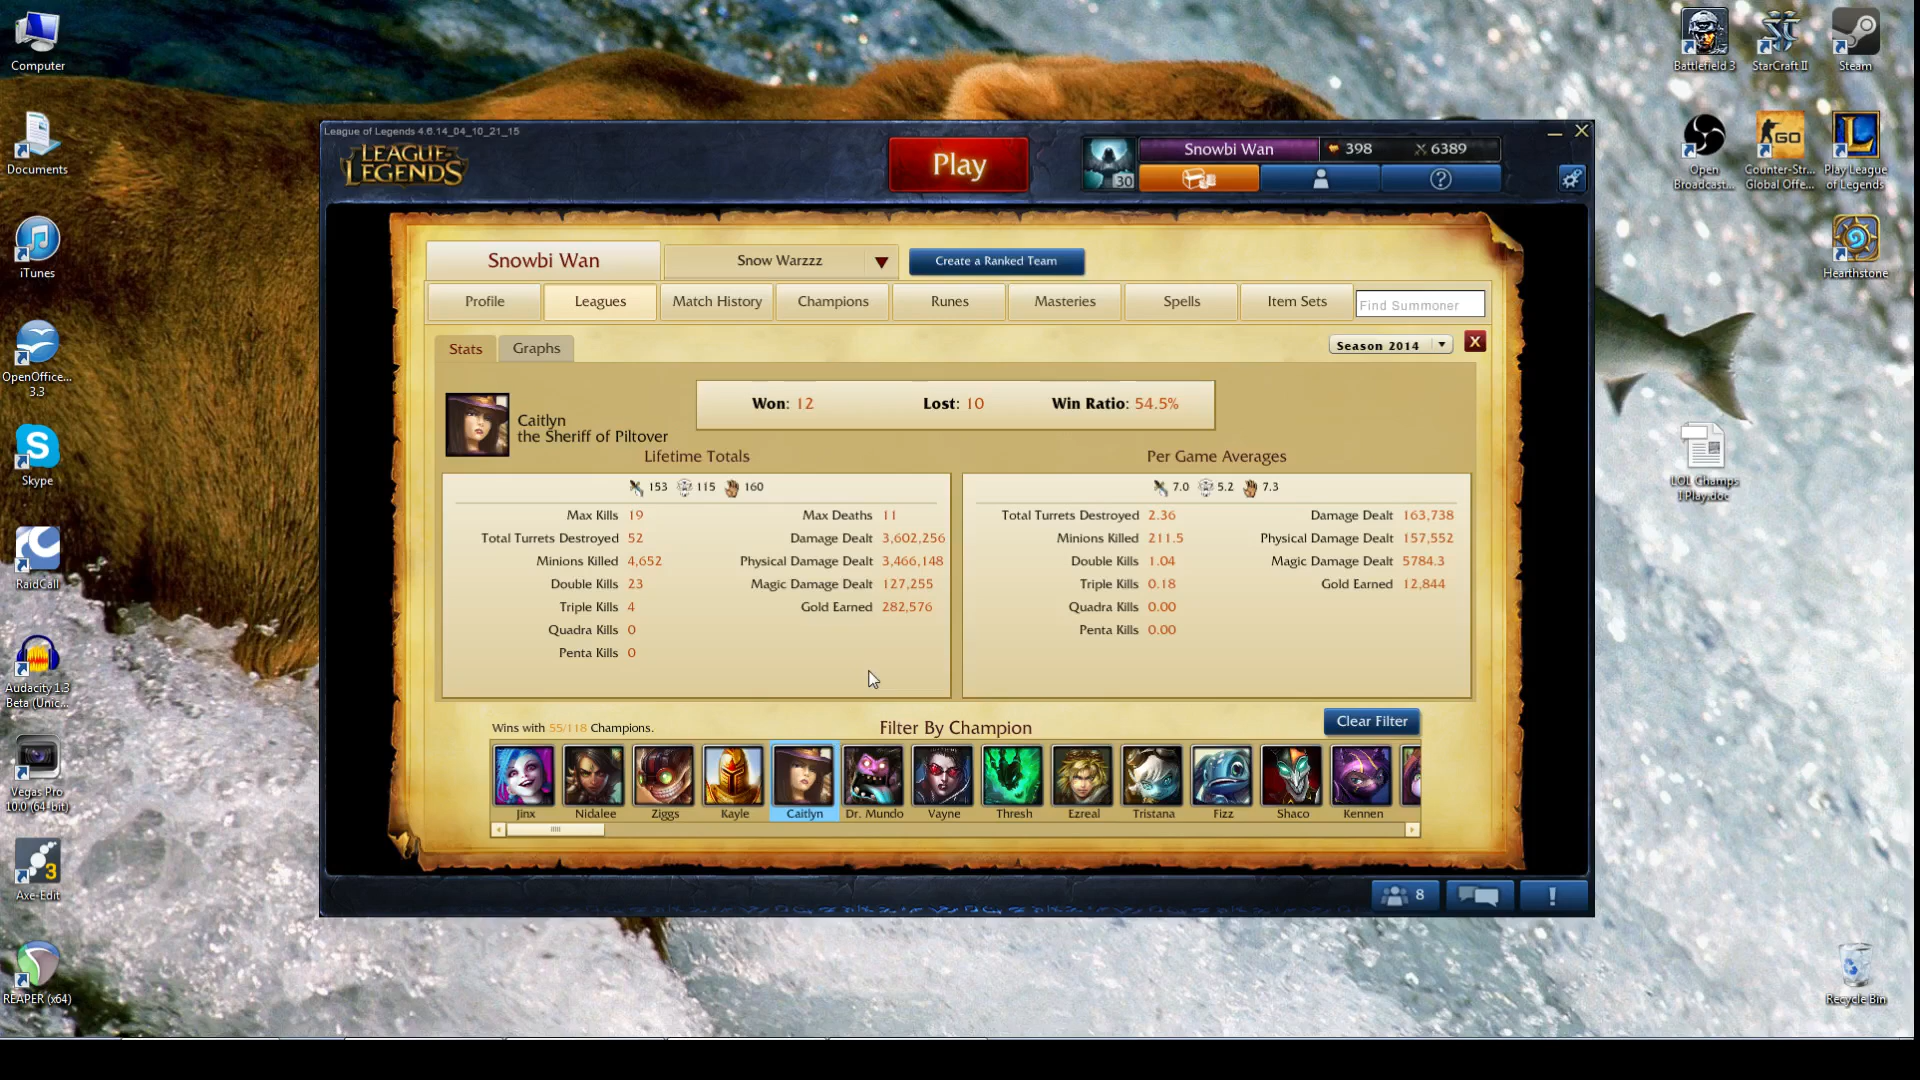 Computer
Documents
iTunes
OpenOffice...
3.3
Skype
RaidCall
Audacity 1.3
Beta (Unic...
Vegas Pro
10.0 (64-bit)
Axe-Edit
REAPER (x64)
League of Legends 4.6.14_04_10_21_15
LEAGUE OF LEGENDS
Play
30
Snowbi Wan
398
6389
Snowbi Wan
Snow Warzzz
Create a Ranked Team
Profile
Leagues
Match History
Champions
Runes
Masteries
Spells
Item Sets
Find Summoner
Stats
Graphs
Season 2014
X
Caitlyn
the Sheriff of Piltover
Won: 12
Lost: 10
Win Ratio: 54.5%
Lifetime Totals
153 115 160
Max Kills 19
Total Turrets Destroyed 52
Minions Killed 4,652
Double Kills 23
Triple Kills 4
Quadra Kills 0
Penta Kills 0
Max Deaths 11
Damage Dealt 3,602,256
Physical Damage Dealt 3,466,148
Magic Damage Dealt 127,255
Gold Earned 282,576
Per Game Averages
7.0 5.2 7.3
Total Turrets Destroyed 2.36
Minions Killed 211.5
Double Kills 1.04
Triple Kills 0.18
Quadra Kills 0.00
Penta Kills 0.00
Damage Dealt 163,738
Physical Damage Dealt 157,552
Magic Damage Dealt 5784.3
Gold Earned 12,844
Wins with 55/118 Champions.
Filter By Champion
Clear Filter
Jinx
Nidalee
Ziggs
Kayle
Caitlyn
Dr. Mundo
Vayne
Thresh
Ezreal
Tristana
Fizz
Shaco
Kennen
8
Battlefield 3
StarCraft II
Steam
Open
Broadcast...
GO
Counter-Str...
Global Offe...
Play League
of Legends
Hearthstone
LOL Champs
I Play.doc
Recycle Bin